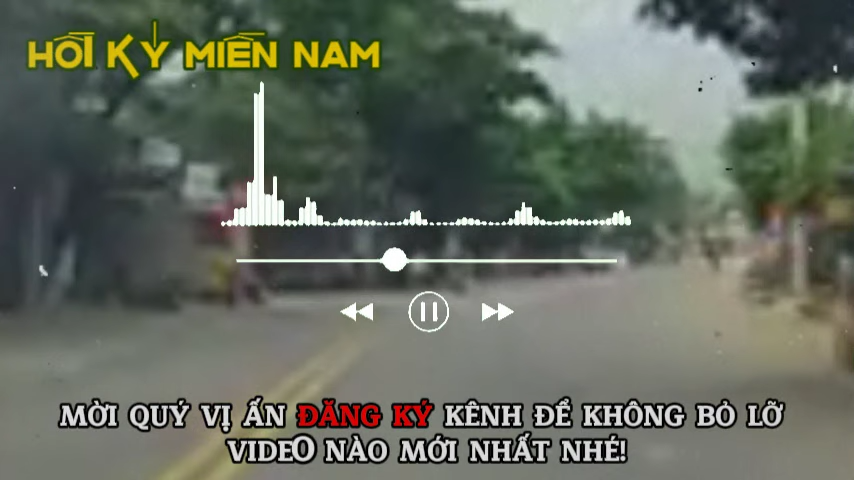 HỒI KÝ MIỀN NAM
MỜI QUÝ VỊ ẤN ĐĂNG KÝ KÊNH ĐỂ KHÔNG BỎ LỠ
VIDEO NÀO MỚI NHẤT NHÉ!